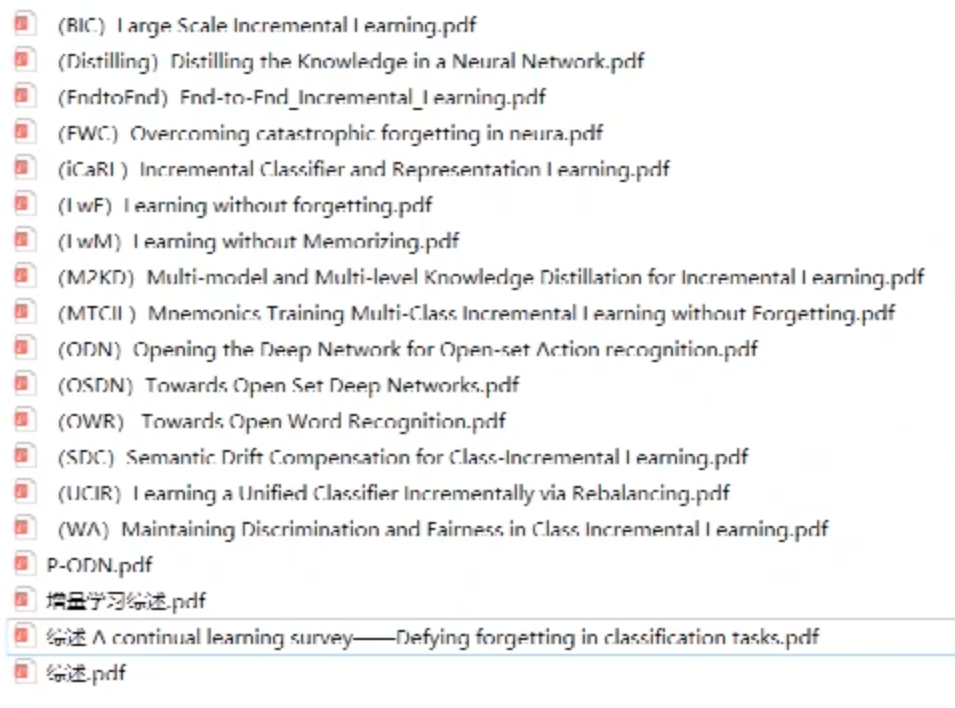 (BIC) Large Scale Incremental Learning.pdf
(Distilling) Distilling the Knowledge in a Neural Network.pdf
(EndtoEnd) End-to-End_Incremental_Learning.pdf
(EWC) Overcoming catastrophic forgetting in neura.pdf
(iCaRL) Incremental Classifier and Representation Learning.pdf
(LwF) Learning without forgetting.pdf
(LwM) Learning without Memorizing.pdf
(M2KD) Multi-model and Multi-level Knowledge Distillation for Incremental Learning.pdf
(MTCIL) Mnemonics Training Multi-Class Incremental Learning without Forgetting.pdf
(ODN) Opening the Deep Network for Open-set Action recognition.pdf
(OSDN) Towards Open Set Deep Networks.pdf
(OWR) Towards Open Word Recognition.pdf
(SDC) Semantic Drift Compensation for Class-Incremental Learning.pdf
(UCIR) Learning a Unified Classifier Incrementally via Rebalancing.pdf
(WA) Maintaining Discrimination and Fairness in Class Incremental Learning.pdf
P-ODN.pdf
增量学习综述.pdf
综述 A continual learning survey——Defying forgetting in classification tasks.pdf
综述.pdf